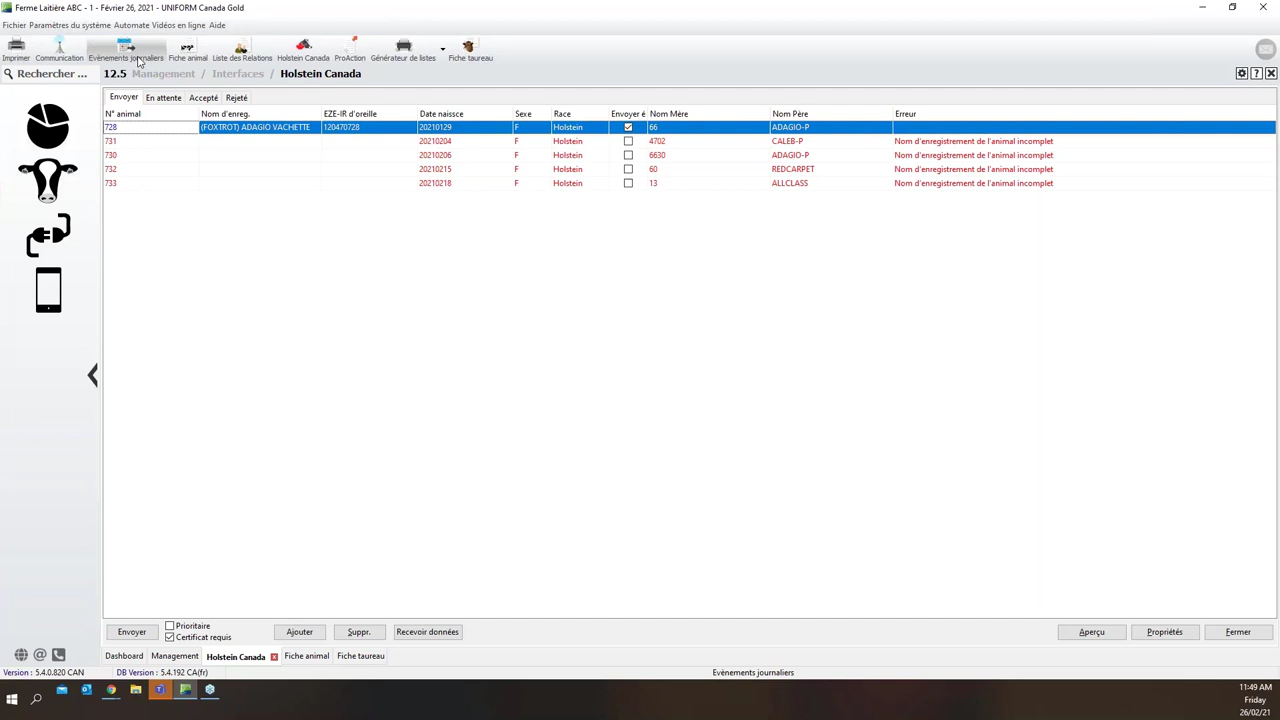 Ferme Laitière ABC - 1 - Février 26, 2021 - UNIFORM Canada Gold
Fichier Paramètres du système Automate Vidéos en ligne Aide
Imprimer Communication Evénements journaliers Fiche animal Liste des Relations Holstein Canada ProAction Générateur de listes Fiche taureau
Rechercher ... 12.5 Management / Interfaces / Holstein Canada
Envoyer En attente Accepté Rejeté
N° animal Nom d'enreg. EZE-IR d'oreille Date naissce Sexe Race Envoyer é Nom Mère Nom Père Erreur
728 (FOXTROT) ADAGIO VACHETTE 120470728 20210129 F Holstein 66 ADAGIO-P
731 20210204 F Holstein 4702 CALEB-P Nom d'enregistrement de l'animal incomplet
730 20210206 F Holstein 6630 ADAGIO-P Nom d'enregistrement de l'animal incomplet
732 20210215 F Holstein 60 REDCARPET Nom d'enregistrement de l'animal incomplet
733 20210218 F Holstein 13 ALLCLASS Nom d'enregistrement de l'animal incomplet
Prioritaire
Envoyer Certificat requis Ajouter Suppr. Recevoir données Aperçu Propriétés Fermer
Dashboard Management Holstein Canada Fiche animal Fiche taureau
Version : 5.4.0.820 CAN DB Version : 5.4.192 CA(fr) Evénements journaliers
11:49 AM
Friday
26/02/21